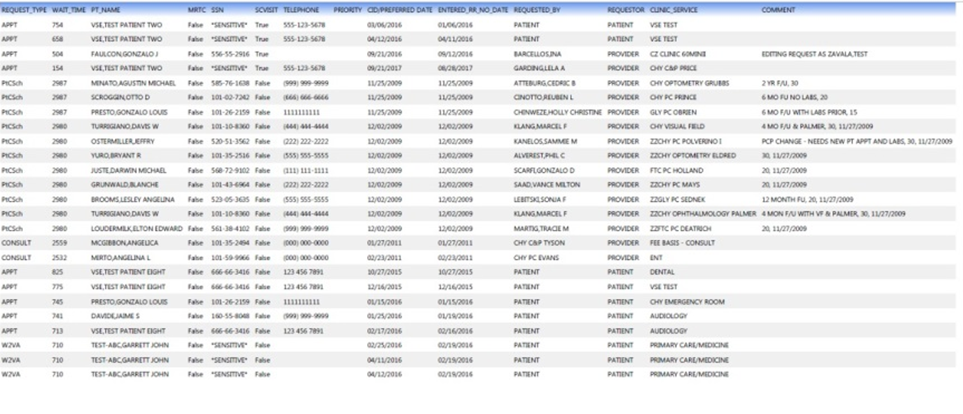 REQUEST_TYPE WAIT_TIME PT_NAME MRTC SSN SCVISIT TELEPHONE PRIORITY CID/PREFERRED DATE ENTERED_RR_NO_DATE REQUESTED_BY REQUESTOR CLINIC_SERVICE COMMENT
APPT 754 VSE,TEST PATIENT TWO False *SENSITIVE* True 555-123-5678 03/06/2016 01/06/2016 PATIENT PATIENT VSE TEST
APPT 658 VSE,TEST PATIENT TWO False *SENSITIVE* True 555-123-5678 04/12/2016 04/11/2016 PATIENT PATIENT VSE TEST
APPT 504 FAULCON,GONZALO J False 556-55-2916 True 09/21/2016 09/12/2016 BARCELLOS,INA PROVIDER CZ CLINIC 60MINII EDITING REQUEST AS ZAVALA,TEST
APPT 154 VSE,TEST PATIENT TWO False *SENSITIVE* True 555-123-5678 09/21/2017 08/28/2017 GARDING,LELA A PROVIDER CHY C&P PRICE
PtCSch 2987 MINATO,AGUSTIN MICHAEL False 585-76-1638 False (999) 999-9999 11/25/2009 11/25/2009 ATTEBURG,CEDRIC B PROVIDER CHY OPTOMETRY GRUBBS 2 YR F/U, 30
PtCSch 2987 SCROGGEN,OTTO D False 101-02-7242 False (666) 666-6666 11/25/2009 11/25/2009 CINOTTO,REUBEN L PROVIDER CHY PC PRINCE 6 MO FU NO LABS, 20
PtCSch 2987 PRESTO,GONZALO LOUIS False 101-26-2159 False 1111111111 11/25/2009 11/25/2009 CHENWEZE,HOLLY CHRISTINE PROVIDER GLY PC OBRIEN 6 MO F/U WITH LABS PRIOR, 15
PtCSch 2980 TURRIGIANO,DAVIS W False 101-10-8360 False (444) 444-4444 12/02/2009 12/02/2009 KLANG,MARCEL F PROVIDER CHY VISUAL FIELD 4 MO F/U & PALMER, 30, 11/27/2009
PtCSch 2980 OSTERMILLER,JEFFRY False 520-51-3562 False (222) 222-2222 12/02/2009 12/02/2009 KANELOS,SAMMIE M PROVIDER ZZCHY PC POLVERINO I PCP CHANGE - NEEDS NEW PT APPT AND LABS, 30, 11/27/2009
PtCSch 2980 YURO,BRYANT R False 101-35-2516 False (555) 555-5555 12/02/2009 12/02/2009 ALVEREST,PHIL C PROVIDER ZZCHY OPTOMETRY ELDRED 30, 11/27/2009
PtCSch 2980 JUSTE,DARWIN MICHAEL False 568-72-9102 False (111) 111-1111 12/02/2009 12/02/2009 SCARFI,GONZALO D PROVIDER FTC PC HOLLAND 20, 11/27/2009
PtCSch 2980 GRUNWALD,BLANCHE False 101-43-6964 False (222) 222-2222 12/02/2009 12/02/2009 SAAD,VANCE MILTON PROVIDER ZZCHY PC MAYS 20, 11/27/2009
PtCSch 2980 BROOMS,LESLEY ANGELINA False 523-05-3635 False (555) 555-5555 12/02/2009 12/02/2009 LEBITSKI,SONJA F PROVIDER ZZGLY PC SEDNEK 12 MONTH FU, 20, 11/27/2009
PtCSch 2980 TURRIGIANO,DAVIS W False 101-10-8360 False (444) 444-4444 12/02/2009 12/02/2009 KLANG,MARCEL F PROVIDER ZZCHY OPHTHALMOLOGY PALMER 4 MON F/U WITH VF & PALMER, 30, 11/27/2009
PtCSch 2980 LOUDERMILK,ELTON EDWARD False 561-38-4102 False (999) 999-9999 12/02/2009 12/02/2009 MARTIG,TRACIE M PROVIDER ZZFTC PC DEATRICH 20, 11/27/2009
CONSULT 2559 MCGIBBON,ANGELICA False 101-35-2494 False (000) 000-0000 01/27/2011 01/27/2011 CHY C&P TYSON PROVIDER FEE BASIS - CONSULT
CONSULT 2532 MIRTO,ANGELINA L False 101-59-9966 False (000) 000-0000 02/23/2011 02/23/2011 CHY PC EVANS PROVIDER ENT
APPT 825 VSE,TEST PATIENT EIGHT False 666-66-3416 False 123 456 7891 10/27/2015 10/27/2015 PATIENT PATIENT DENTAL
APPT 775 VSE,TEST PATIENT EIGHT False 666-66-3416 False 123 456 7891 12/16/2015 12/16/2015 PATIENT PATIENT VSE TEST
APPT 745 PRESTO,GONZALO LOUIS False 101-26-2159 False 1111111111 01/15/2016 01/15/2016 PATIENT PATIENT CHY EMERGENCY ROOM
APPT 741 DAVIDE,JAIME S False 160-55-8048 False (999) 999-9999 01/25/2016 01/19/2016 PATIENT PATIENT AUDIOLOGY
APPT 713 VSE,TEST PATIENT EIGHT False 666-66-3416 False 123 456 7891 02/17/2016 02/16/2016 PATIENT PATIENT AUDIOLOGY
W2VA 710 TEST-ABC,GARRETT JOHN False *SENSITIVE* False 02/25/2016 02/19/2016 PATIENT PATIENT PRIMARY CARE/MEDICINE
W2VA 710 TEST-ABC,GARRETT JOHN False *SENSITIVE* False 04/11/2016 02/19/2016 PATIENT PATIENT PRIMARY CARE/MEDICINE
W2VA 710 TEST-ABC,GARRETT JOHN False *SENSITIVE* False 04/12/2016 02/19/2016 PATIENT PATIENT PRIMARY CARE/MEDICINE